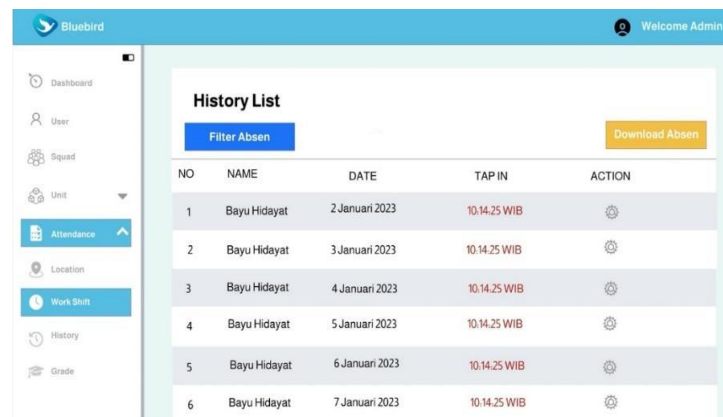 Bluebird
Welcome Admin
Dashboard
User
Squad
Unit
Attendance
Location
Work Shift
History
Grade
History List
Filter Absen
Download Absen
NO NAME DATE TAP IN ACTION
1 Bayu Hidayat 2 Januari 2023 10.14.25 WIB
2 Bayu Hidayat 3 Januari 2023 10.14.25 WIB
3 Bayu Hidayat 4 Januari 2023 10.14.25 WIB
4 Bayu Hidayat 5 Januari 2023 10.14.25 WIB
5 Bayu Hidayat 6 Januari 2023 10.14.25 WIB
6 Bayu Hidayat 7 Januari 2023 10.14.25 WIB